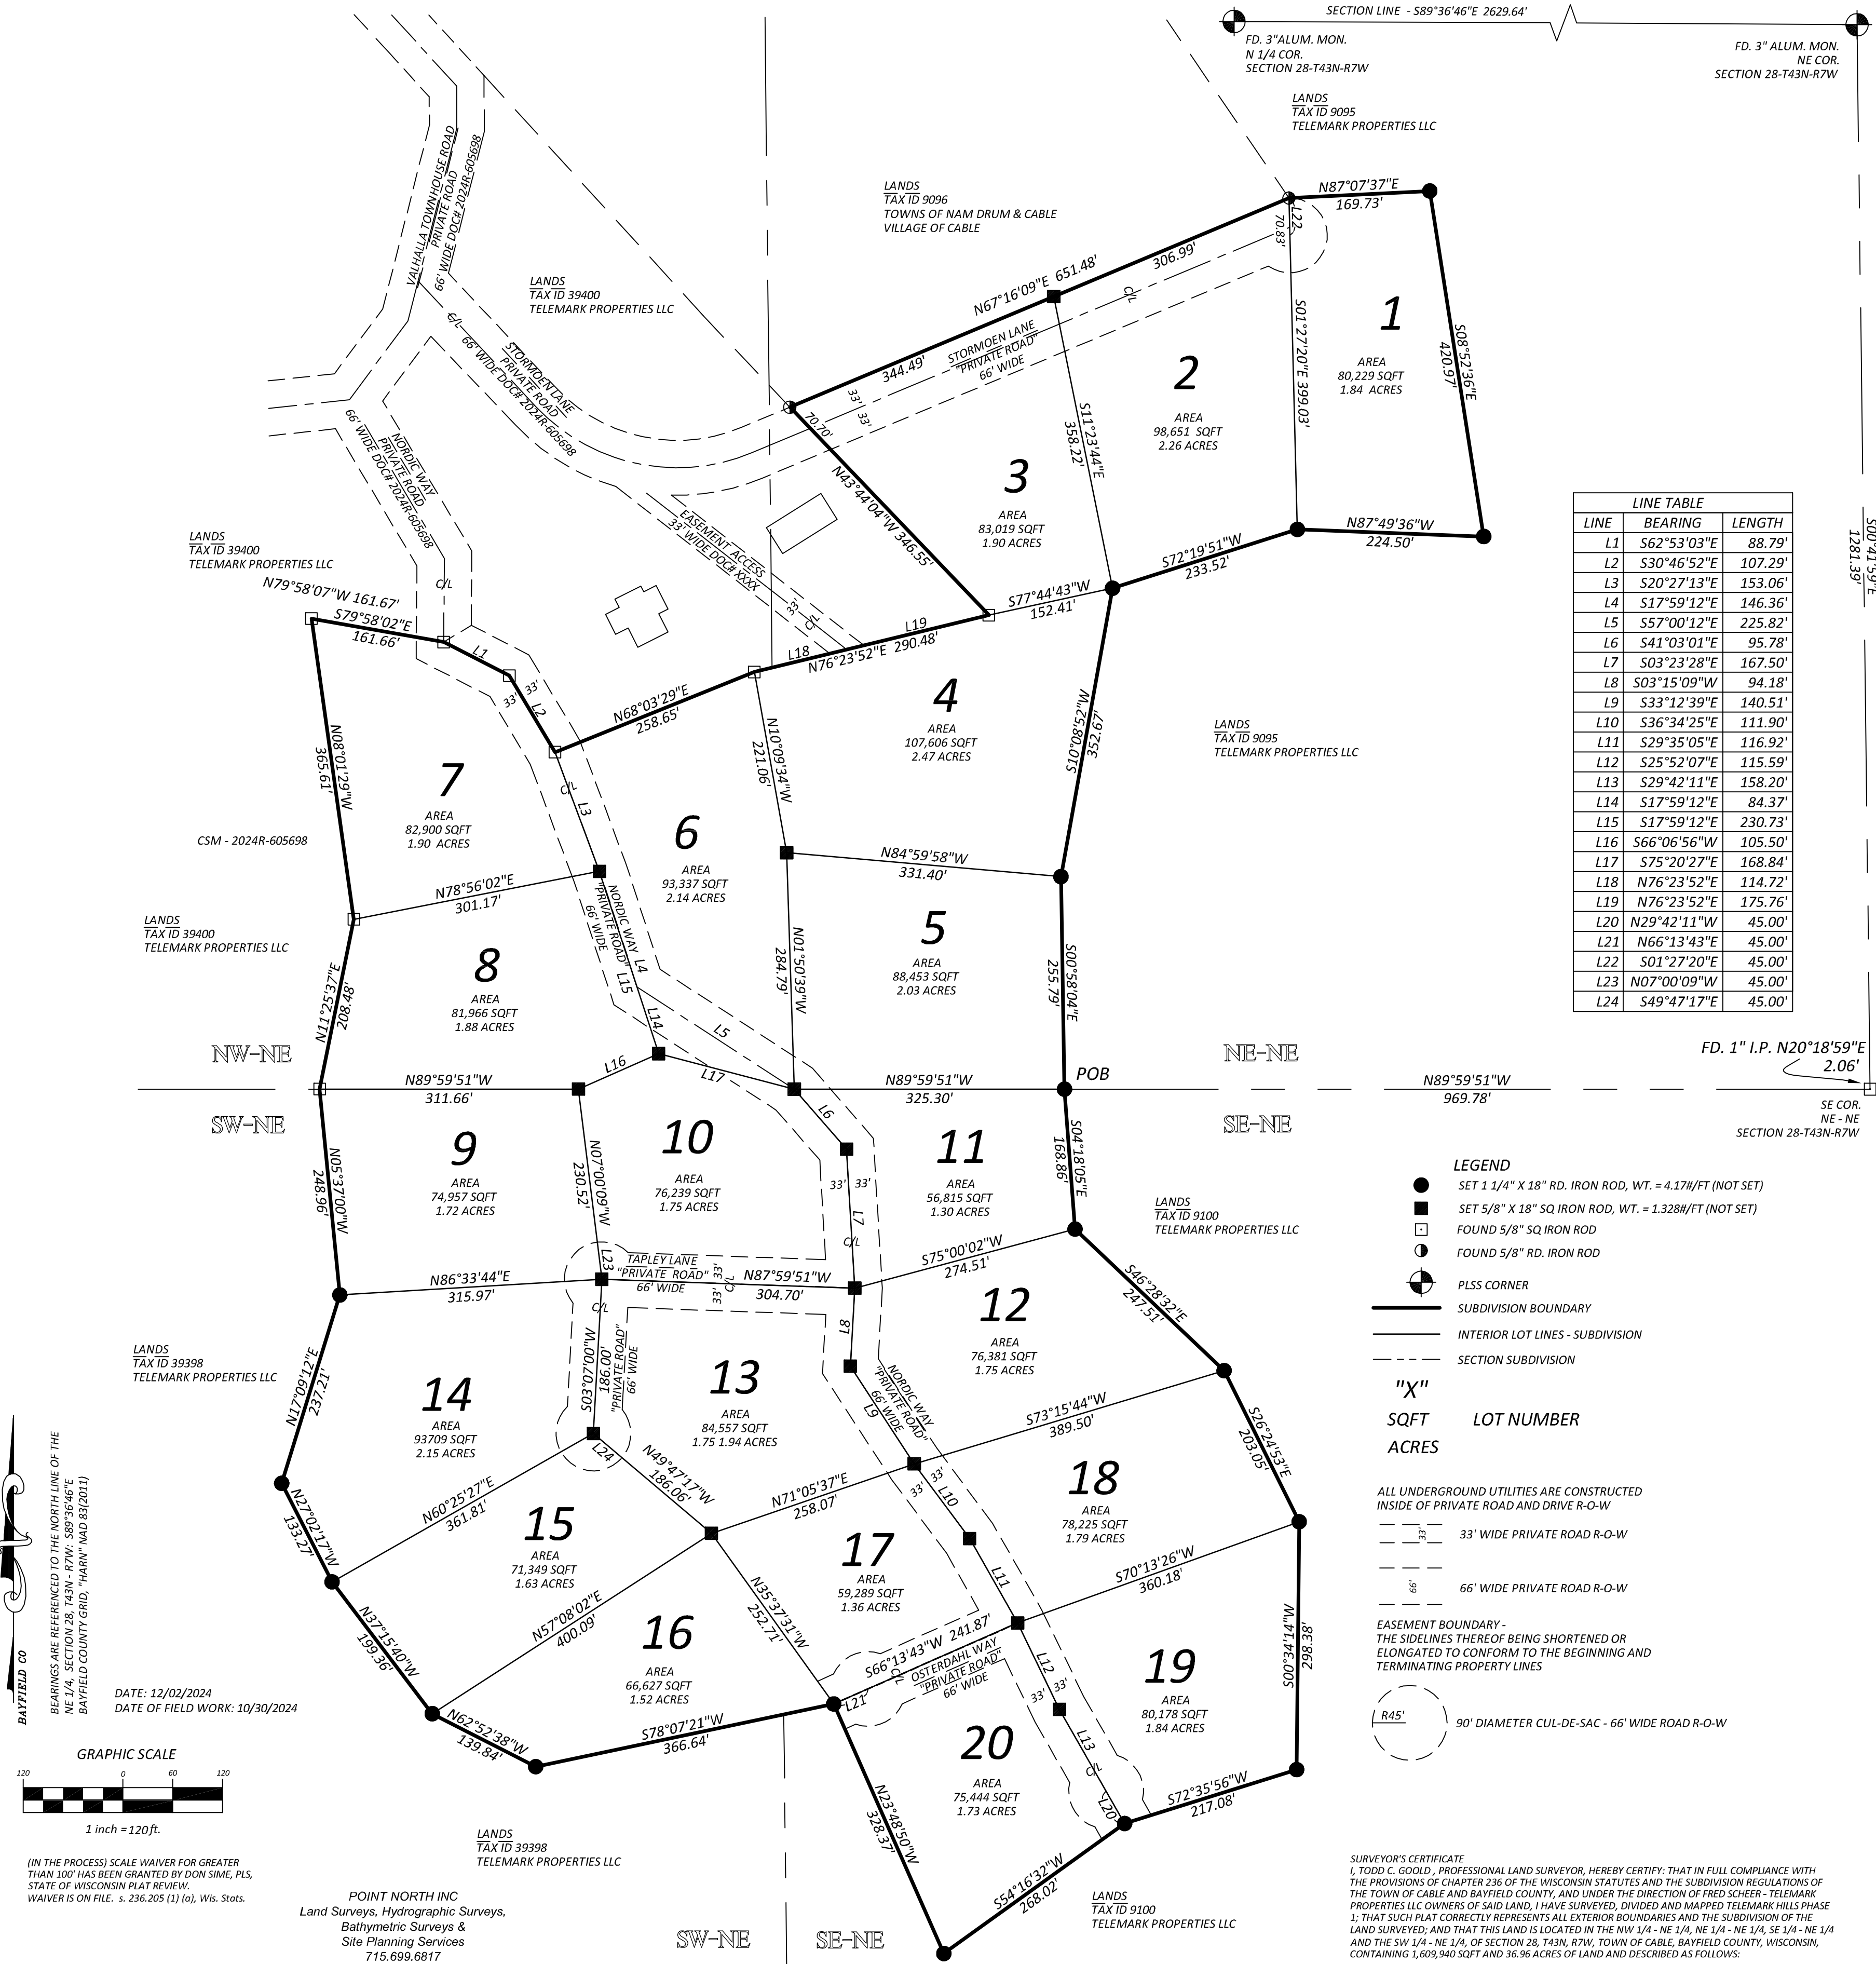 SECTION LINE - S89°36'46"E 2629.64'
FD. 3"ALUM. MON.
N 1/4 COR.
SECTION 28-T43N-R7W
FD. 3" ALUM. MON.
NE COR.
SECTION 28-T43N-R7W
LANDS
TAX ID 9095
TELEMARK PROPERTIES LLC
VALHALLA TOWNHOUSE ROAD
PRIVATE ROAD
66' WIDE DOC# 2024R-605698
LANDS
TAX ID 9096
TOWNS OF NAM DRUM & CABLE
VILLAGE OF CABLE
N87°07'37"E
169.73'
L22
70.83'
LANDS
TAX ID 39400
TELEMARK PROPERTIES LLC
N67°16'09"E 651.48'
306.99'
C/L
344.49'
STORMOEN LANE
"PRIVATE ROAD"
66' WIDE
33' 33'
70.70'
C/L
66' WIDE DOC# 2024R-605698
STORMOEN LANE
PRIVATE ROAD
1
AREA
80,229 SQFT
1.84 ACRES
S08°52'36"E
420.97'
S01°27'20"E 399.03'
2
AREA
98,651 SQFT
2.26 ACRES
S11°23'44"E
358.22'
3
AREA
83,019 SQFT
1.90 ACRES
N43°44'04"W 346.55'
NORDIC WAY
PRIVATE ROAD
66' WIDE DOC# 2024R-605698
C/L
EASEMENT ACCESS
33' WIDE DOC# XXXX
33'
C/L
N87°49'36"W
224.50'
S72°19'51"W
233.52'
S77°44'43"W
152.41'
LANDS
TAX ID 39400
TELEMARK PROPERTIES LLC
N79°58'07"W 161.67'
S79°58'02"E
161.66'
L1
33' 33'
L2
L19
L18
N76°23'52"E 290.48'
N68°03'29"E
258.65'
LINE TABLE
LINE BEARING LENGTH
L1 S62°53'03"E 88.79'
L2 S30°46'52"E 107.29'
L3 S20°27'13"E 153.06'
L4 S17°59'12"E 146.36'
L5 S57°00'12"E 225.82'
L6 S41°03'01"E 95.78'
L7 S03°23'28"E 167.50'
L8 S03°15'09"W 94.18'
L9 S33°12'39"E 140.51'
L10 S36°34'25"E 111.90'
L11 S29°35'05"E 116.92'
L12 S25°52'07"E 115.59'
L13 S29°42'11"E 158.20'
L14 S17°59'12"E 84.37'
L15 S17°59'12"E 230.73'
L16 S66°06'56"W 105.50'
L17 S75°20'27"E 168.84'
L18 N76°23'52"E 114.72'
L19 N76°23'52"E 175.76'
L20 N29°42'11"W 45.00'
L21 N66°13'43"E 45.00'
L22 S01°27'20"E 45.00'
L23 N07°00'09"W 45.00'
L24 S49°47'17"E 45.00'
1281.39'
4
AREA
107,606 SQFT
2.47 ACRES
S10°08'52"W
352.67'
LANDS
TAX ID 9095
TELEMARK PROPERTIES LLC
N10°09'34"W
221.06'
7
AREA
82,900 SQFT
1.90 ACRES
N08°01'29"W
365.61'
C/L
L3
6
AREA
93,337 SQFT
2.14 ACRES
CSM - 2024R-605698
N84°59'58"W
331.40'
N78°56'02"E
301.17'
LANDS
TAX ID 39400
TELEMARK PROPERTIES LLC
NORDIC WAY L4
"PRIVATE ROAD" L15
66' WIDE
5
AREA
88,453 SQFT
2.03 ACRES
N01°50'39"W
284.79'
S00°58'04"E
255.79'
8
AREA
81,966 SQFT
1.88 ACRES
N11°25'37"E
208.48'
L14
L5
NW-NE
NE-NE
FD. 1" I.P. N20°18'59"E
2.06'
L16
L17
N89°59'51"W
311.66'
N89°59'51"W
325.30'
POB
N89°59'51"W
969.78'
SW-NE
SE-NE
SE COR.
NE - NE
SECTION 28-T43N-R7W
L6
N05°37'00"W
248.96'
9
AREA
74,957 SQFT
1.72 ACRES
N07°00'09"W
230.52'
10
AREA
76,239 SQFT
1.75 ACRES
33' 33'
L7
C/L
11
AREA
56,815 SQFT
1.30 ACRES
S04°18'05"E
168.86'
LANDS
TAX ID 9100
TELEMARK PROPERTIES LLC
LEGEND
SET 1 1/4" X 18" RD. IRON ROD, WT. = 4.17#/FT (NOT SET)
SET 5/8" X 18" SQ IRON ROD, WT. = 1.328#/FT (NOT SET)
FOUND 5/8" SQ IRON ROD
FOUND 5/8" RD. IRON ROD
PLSS CORNER
SUBDIVISION BOUNDARY
INTERIOR LOT LINES - SUBDIVISION
SECTION SUBDIVISION
"X"
SQFT LOT NUMBER
ACRES
L23
TAPLEY LANE
"PRIVATE ROAD"
66' WIDE
33' 33'
C/L
N87°59'51"W
304.70'
S75°00'02"W
274.51'
N86°33'44"E
315.97'
C/L
S46°28'32"E
247.51'
12
AREA
76,381 SQFT
1.75 ACRES
L8
LANDS
TAX ID 39398
TELEMARK PROPERTIES LLC
N17°09'12"E
237.21'
14
AREA
93709 SQFT
2.15 ACRES
S03°07'00"W
186.00'
"PRIVATE ROAD"
66' WIDE
13
AREA
84,557 SQFT
1.75 1.94 ACRES
NORDIC WAY
"PRIVATE ROAD"
66' WIDE
L9
S73°15'44"W
389.50'
S26°24'53"E
203.05'
L24
N49°47'17"W
186.06'
N60°25'27"E
361.81'
N71°05'37"E
258.07'
33' 33'
L10
18
AREA
78,225 SQFT
1.79 ACRES
ALL UNDERGROUND UTILITIES ARE CONSTRUCTED
INSIDE OF PRIVATE ROAD AND DRIVE R-O-W
33'
33' WIDE PRIVATE ROAD R-O-W
66'
66' WIDE PRIVATE ROAD R-O-W
EASEMENT BOUNDARY -
THE SIDELINES THEREOF BEING SHORTENED OR
ELONGATED TO CONFORM TO THE BEGINNING AND
TERMINATING PROPERTY LINES
R45'
90' DIAMETER CUL-DE-SAC - 66' WIDE ROAD R-O-W
N27°02'17"W
133.27'
15
AREA
71,349 SQFT
1.63 ACRES
17
AREA
59,289 SQFT
1.36 ACRES
L11
S70°13'26"W
360.18'
N57°08'02"E
400.09'
N35°37'31"W
252.71'
N37°15'40"W
199.36'
16
AREA
66,627 SQFT
1.52 ACRES
S66°13'43"W 241.87'
C/L
OSTERDAHL WAY
"PRIVATE ROAD"
66' WIDE
L21
L12
33' 33'
19
AREA
80,178 SQFT
1.84 ACRES
S00°34'14"W
298.38'
BAYFIELD CO
BEARINGS ARE REFERENCED TO THE NORTH LINE OF THE
NE 1/4, SECTION 28, T43N - R7W: S89°36'46"E
BAYFIELD COUNTY GRID, "HARN" NAD 83(2011)
DATE: 12/02/2024
DATE OF FIELD WORK: 10/30/2024
N62°52'38"W
139.84'
S78°07'21"W
366.64'
20
AREA
75,444 SQFT
1.73 ACRES
L13
C/L
L20
S72°35'56"W
217.08'
N23°48'50"W
328.37'
S54°16'32"W
268.02'
GRAPHIC SCALE
120 0 60 120
1 inch = 120 ft.
(IN THE PROCESS) SCALE WAIVER FOR GREATER
THAN 100' HAS BEEN GRANTED BY DON SIME, PLS,
STATE OF WISCONSIN PLAT REVIEW.
WAIVER IS ON FILE. s. 236.205 (1) (a), Wis. Stats.
LANDS
TAX ID 39398
TELEMARK PROPERTIES LLC
POINT NORTH INC
Land Surveys, Hydrographic Surveys,
Bathymetric Surveys &
Site Planning Services
715.699.6817
SW-NE
SE-NE
LANDS
TAX ID 9100
TELEMARK PROPERTIES LLC
SURVEYOR'S CERTIFICATE
I, TODD C. GOOLD , PROFESSIONAL LAND SURVEYOR, HEREBY CERTIFY: THAT IN FULL COMPLIANCE WITH
THE PROVISIONS OF CHAPTER 236 OF THE WISCONSIN STATUTES AND THE SUBDIVISION REGULATIONS OF
THE TOWN OF CABLE AND BAYFIELD COUNTY, AND UNDER THE DIRECTION OF FRED SCHEER - TELEMARK
PROPERTIES LLC OWNERS OF SAID LAND, I HAVE SURVEYED, DIVIDED AND MAPPED TELEMARK HILLS PHASE
1; THAT SUCH PLAT CORRECTLY REPRESENTS ALL EXTERIOR BOUNDARIES AND THE SUBDIVISION OF THE
LAND SURVEYED; AND THAT THIS LAND IS LOCATED IN THE NW 1/4 - NE 1/4, NE 1/4 - NE 1/4, SE 1/4 - NE 1/4
AND THE SW 1/4 - NE 1/4, OF SECTION 28, T43N, R7W, TOWN OF CABLE, BAYFIELD COUNTY, WISCONSIN,
CONTAINING 1,609,940 SQFT AND 36.96 ACRES OF LAND AND DESCRIBED AS FOLLOWS: